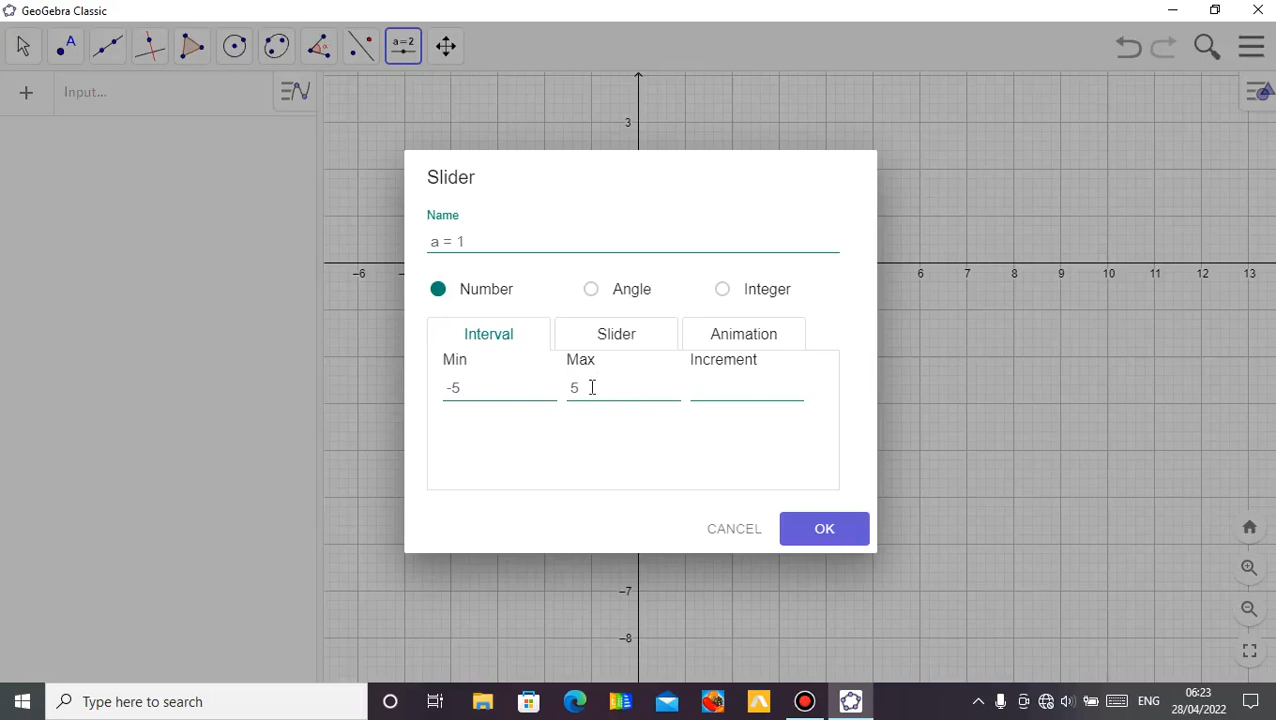 GeoGebra Classic
A
a=2
Input...
3
Slider
Name
a = 1
Number
Angle
Integer
-6
6
7
8
9
10
11
12
13
Interval
Slider
Animation
Min
Max
Increment
-5
5
CANCEL
OK
-7
-8
Type here to search
ENG
06:23
28/04/2022